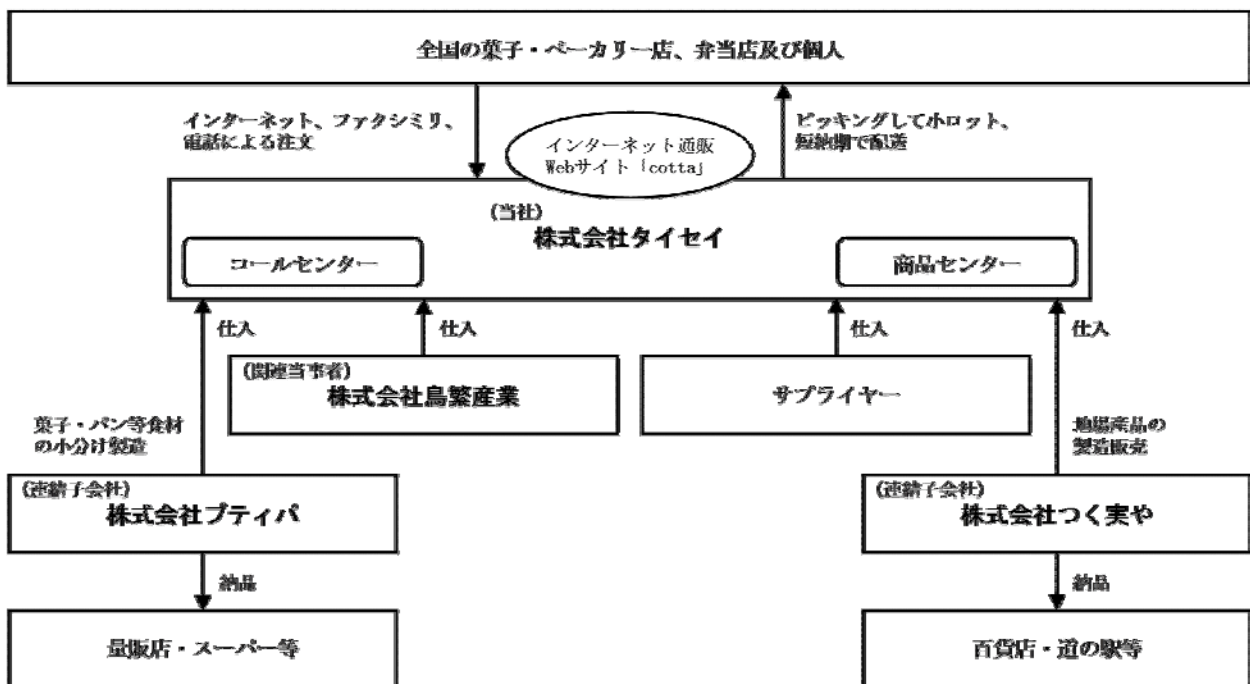 全国の菓子・ベーカリー店、弁当店及び個人
インターネット、ファクシミリ、
電話による注文
ピッキングして小ロット、
短納期で配送
インターネット通販
Webサイト「cotta」
(当社)
株式会社タイセイ
コールセンター
商品センター
仕入
仕入
仕入
仕入
(関連当事者)
株式会社鳥繁産業
サプライヤー
菓子・パン等食材
の小分け製造
地場産品の
製造販売
(連結子会社)
株式会社プティパ
(連結子会社)
株式会社つく実や
納品
納品
量販店・スーパー等
百貨店・道の駅等